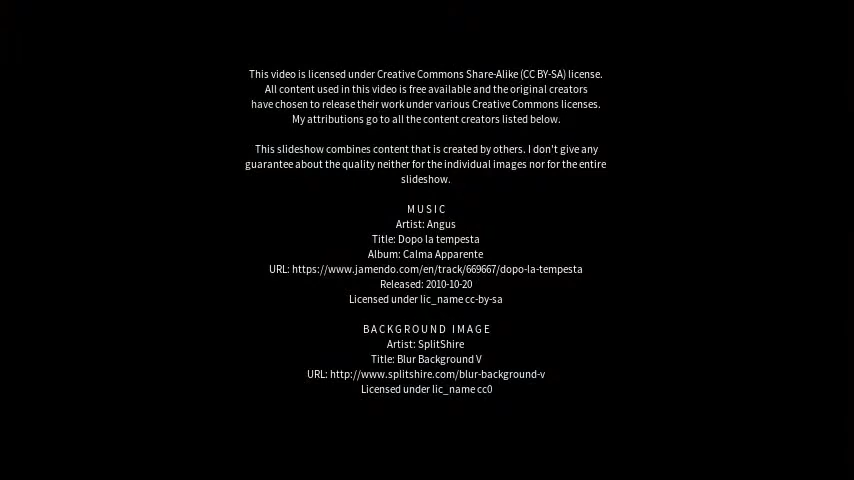 This video is licensed under Creative Commons Share-Alike (CC BY-SA) license.
All content used in this video is free available and the original creators
have chosen to release their work under various Creative Commons licenses.
My attributions go to all the content creators listed below.
This slideshow combines content that is created by others. I don't give any
guarantee about the quality neither for the individual images nor for the entire
slideshow.
MUSIC
Artist: Angus
Title: Dopo la tempesta
Album: Calma Apparente
URL: https://www.jamendo.com/en/track/669667/dopo-la-tempesta
Released: 2010-10-20
Licensed under lic_name cc-by-sa
BACKGROUND IMAGE
Artist: SplitShire
Title: Blur Background V
URL: http://www.splitshire.com/blur-background-v
Licensed under lic_name cc0